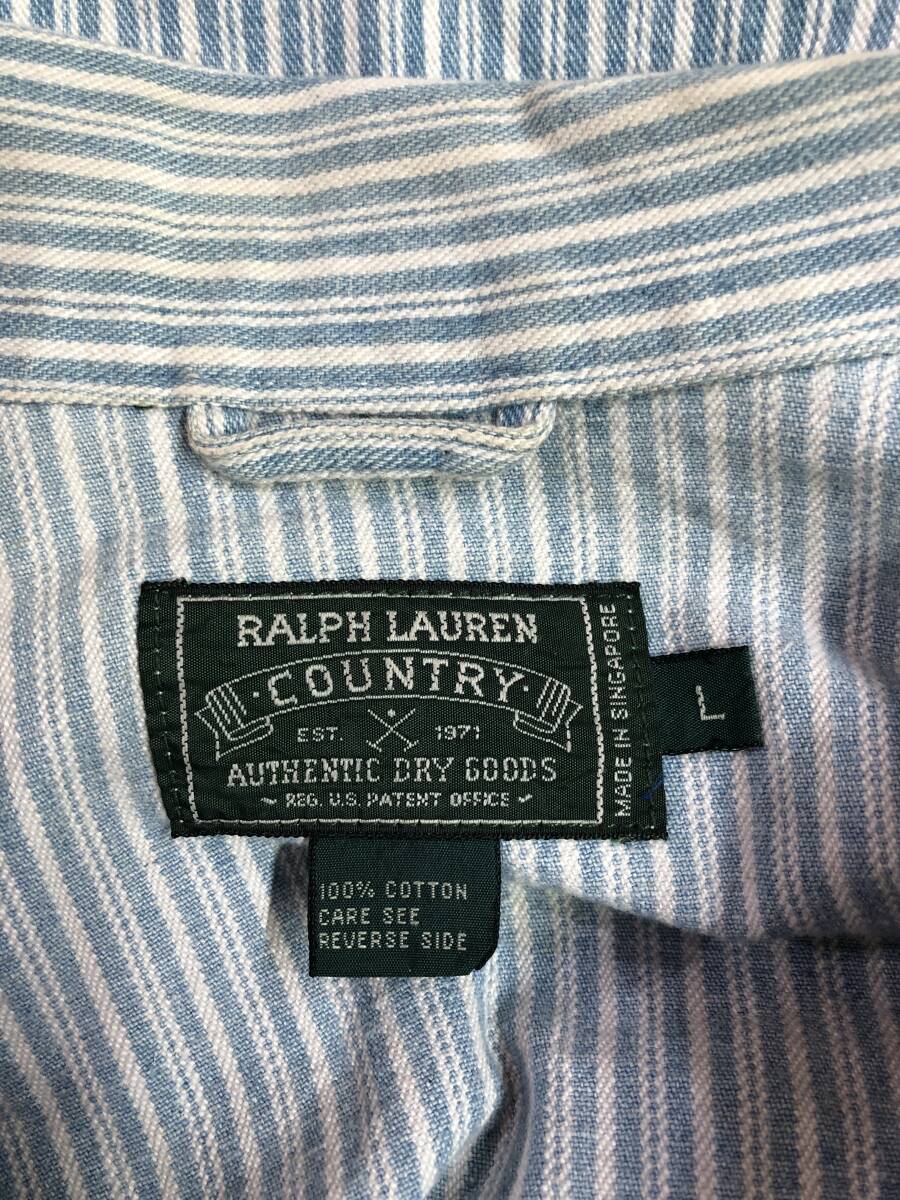 RALPH LAUREN
·COUNTRY·
EST. 1971
AUTHENTIC DRY GOODS
REG. U.S. PATENT OFFICE
MADE IN SINGAPORE
L
100% COTTON
CARE SEE
REVERSE SIDE